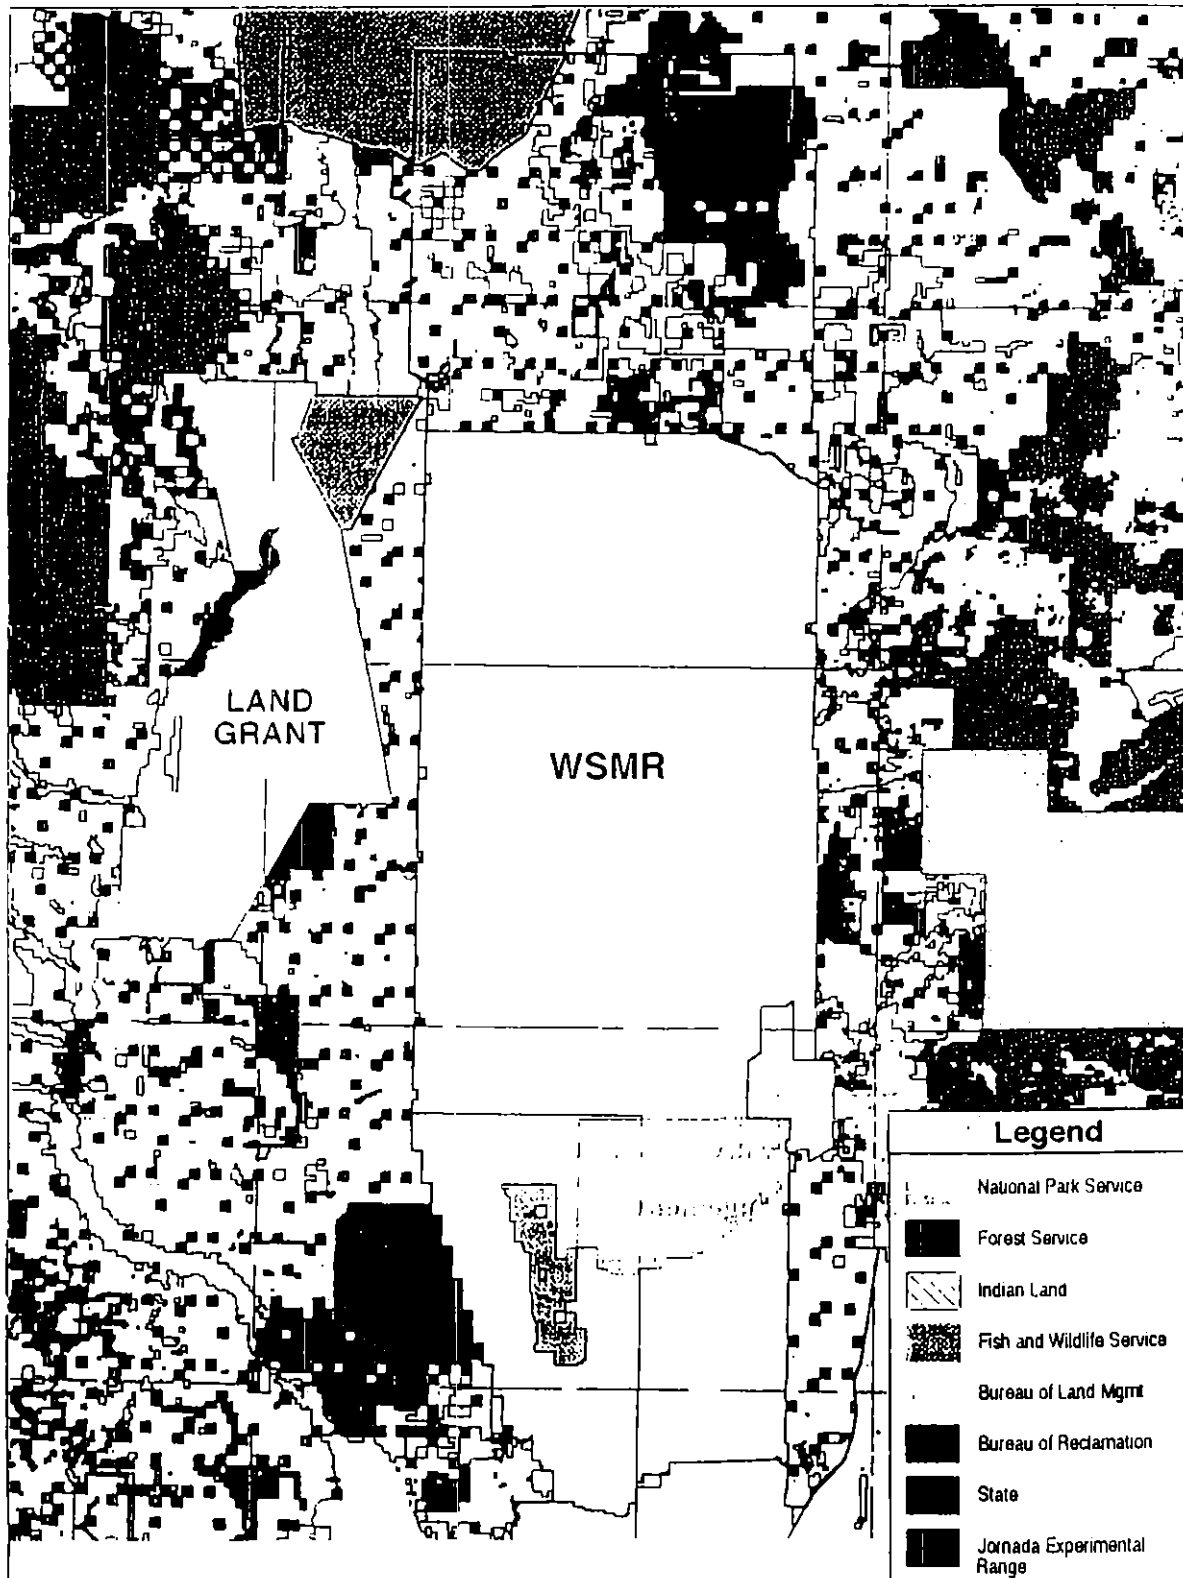 LAND
GRANT
WSMR
Legend
National Park Service
Forest Service
Indian Land
Fish and Wildlife Service
Bureau of Land Mgmt
Bureau of Reclamation
State
Jornada Experimental
Range